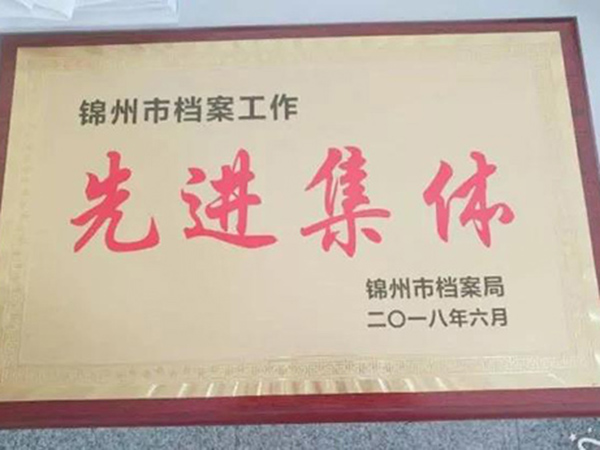 锦州市档案工作
先进集体
锦州市档案局
二〇一八年六月